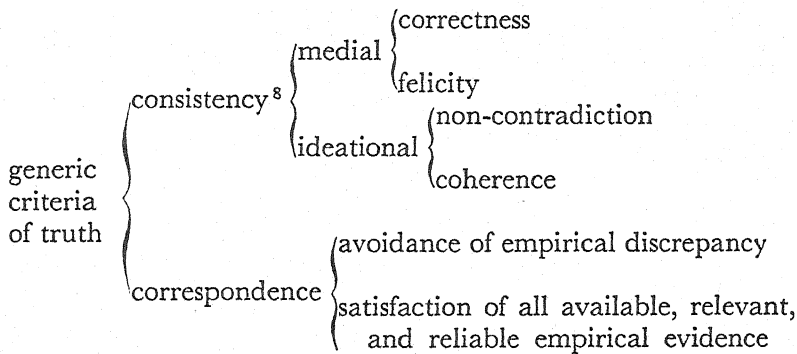 correctness
medial
felicity
consistency⁸
non-contradiction
ideational
coherence
generic
criteria
of truth
avoidance of empirical discrepancy
correspondence
satisfaction of all available, relevant,
and reliable empirical evidence